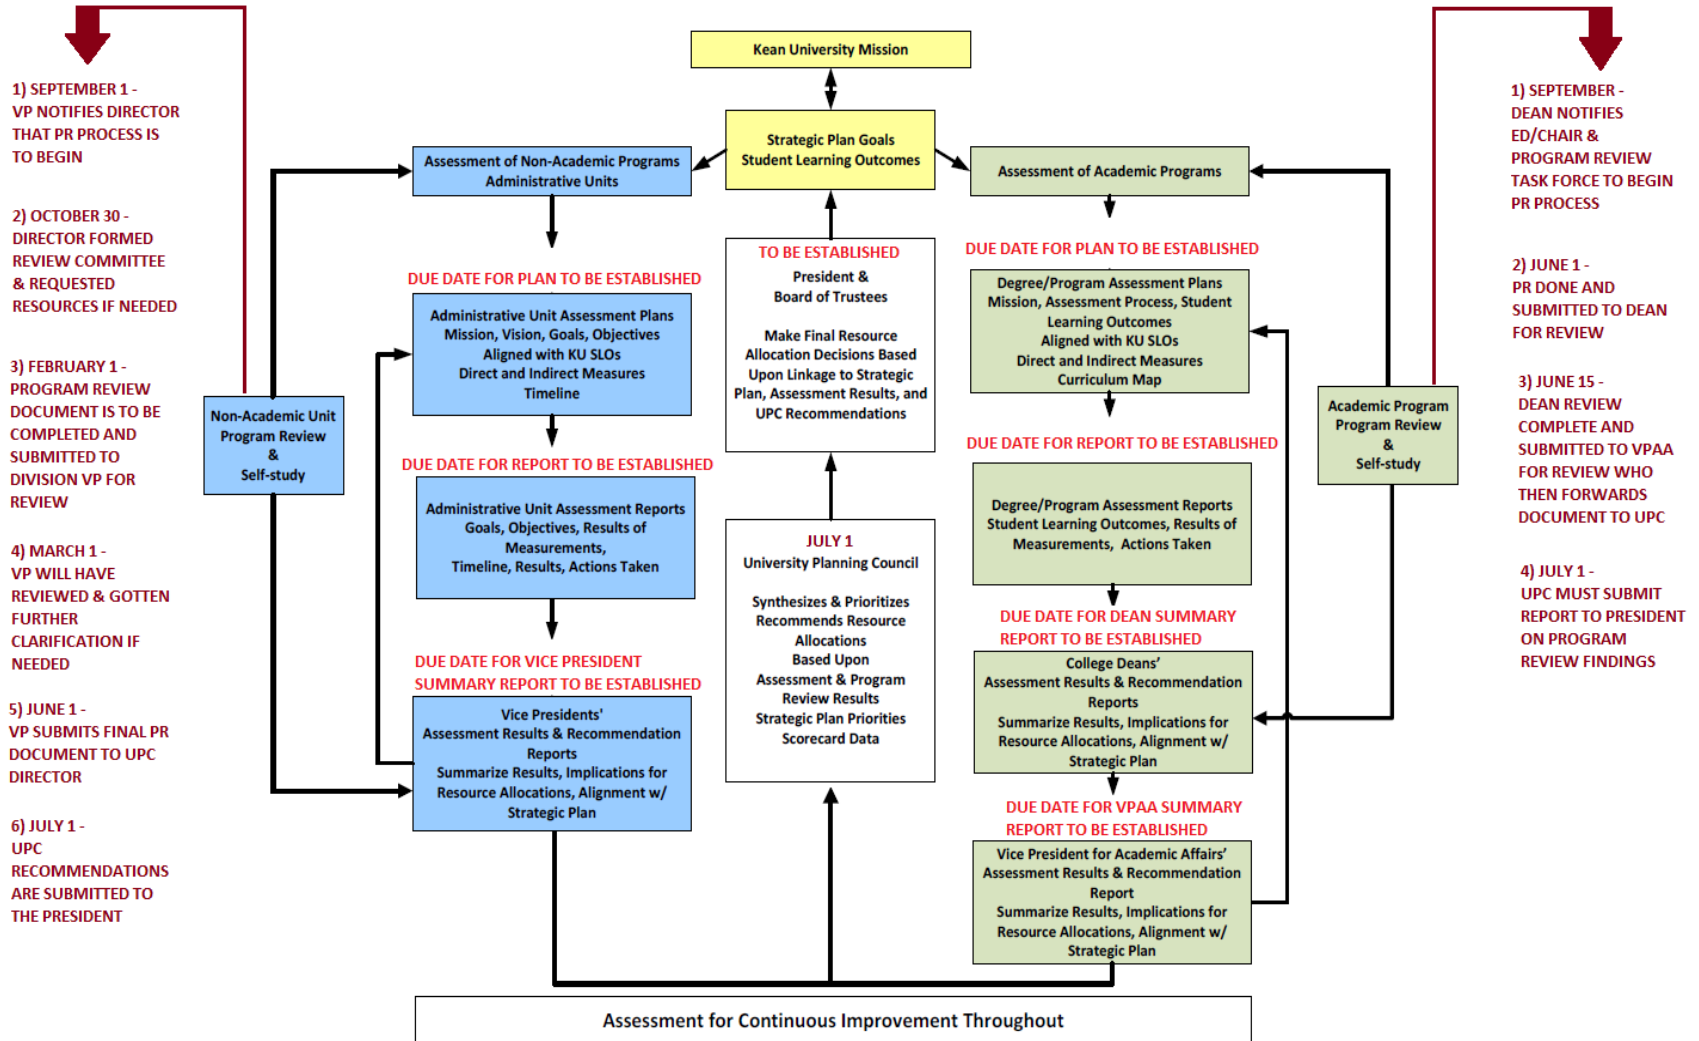 1) SEPTEMBER 1 -
VP NOTIFIES DIRECTOR
THAT PR PROCESS IS
TO BEGIN
2) OCTOBER 30 -
DIRECTOR FORMED
REVIEW COMMITTEE
& REQUESTED
RESOURCES IF NEEDED
3) FEBRUARY 1 -
PROGRAM REVIEW
DOCUMENT IS TO BE
COMPLETED AND
SUBMITTED TO
DIVISION VP FOR
REVIEW
4) MARCH 1 -
VP WILL HAVE
REVIEWED & GOTTEN
FURTHER
CLARIFICATION IF
NEEDED
5) JUNE 1 -
VP SUBMITS FINAL PR
DOCUMENT TO UPC
DIRECTOR
6) JULY 1 -
UPC
RECOMMENDATIONS
ARE SUBMITTED TO
THE PRESIDENT
Non-Academic Unit
Program Review
&
Self-study
Kean University Mission
Strategic Plan Goals
Student Learning Outcomes
Assessment of Non-Academic Programs
Administrative Units
DUE DATE FOR PLAN TO BE ESTABLISHED
Administrative Unit Assessment Plans
Mission, Vision, Goals, Objectives
Aligned with KU SLOs
Direct and Indirect Measures
Timeline
DUE DATE FOR REPORT TO BE ESTABLISHED
Administrative Unit Assessment Reports
Goals, Objectives, Results of
Measurements,
Timeline, Results, Actions Taken
DUE DATE FOR VICE PRESIDENT
SUMMARY REPORT TO BE ESTABLISHED
Vice Presidents'
Assessment Results & Recommendation
Reports
Summarize Results, Implications for
Resource Allocations, Alignment w/
Strategic Plan
TO BE ESTABLISHED
President &
Board of Trustees
Make Final Resource
Allocation Decisions Based
Upon Linkage to Strategic
Plan, Assessment Results, and
UPC Recommendations
JULY 1
University Planning Council
Synthesizes & Prioritizes
Recommends Resource
Allocations
Based Upon
Assessment & Program
Review Results
Strategic Plan Priorities
Scorecard Data
Assessment of Academic Programs
DUE DATE FOR PLAN TO BE ESTABLISHED
Degree/Program Assessment Plans
Mission, Assessment Process, Student
Learning Outcomes
Aligned with KU SLOs
Direct and Indirect Measures
Curriculum Map
DUE DATE FOR REPORT TO BE ESTABLISHED
Degree/Program Assessment Reports
Student Learning Outcomes, Results of
Measurements, Actions Taken
DUE DATE FOR DEAN SUMMARY
REPORT TO BE ESTABLISHED
College Deans’
Assessment Results & Recommendation
Reports
Summarize Results, Implications for
Resource Allocations, Alignment w/
Strategic Plan
DUE DATE FOR VPAA SUMMARY
REPORT TO BE ESTABLISHED
Vice President for Academic Affairs’
Assessment Results & Recommendation
Report
Summarize Results, Implications for
Resource Allocations, Alignment w/
Strategic Plan
Academic Program
Program Review
&
Self-study
1) SEPTEMBER -
DEAN NOTIFIES
ED/CHAIR &
PROGRAM REVIEW
TASK FORCE TO BEGIN
PR PROCESS
2) JUNE 1 -
PR DONE AND
SUBMITTED TO DEAN
FOR REVIEW
3) JUNE 15 -
DEAN REVIEW
COMPLETE AND
SUBMITTED TO VPAA
FOR REVIEW WHO
THEN FORWARDS
DOCUMENT TO UPC
4) JULY 1 -
UPC MUST SUBMIT
REPORT TO PRESIDENT
ON PROGRAM
REVIEW FINDINGS
Assessment for Continuous Improvement Throughout